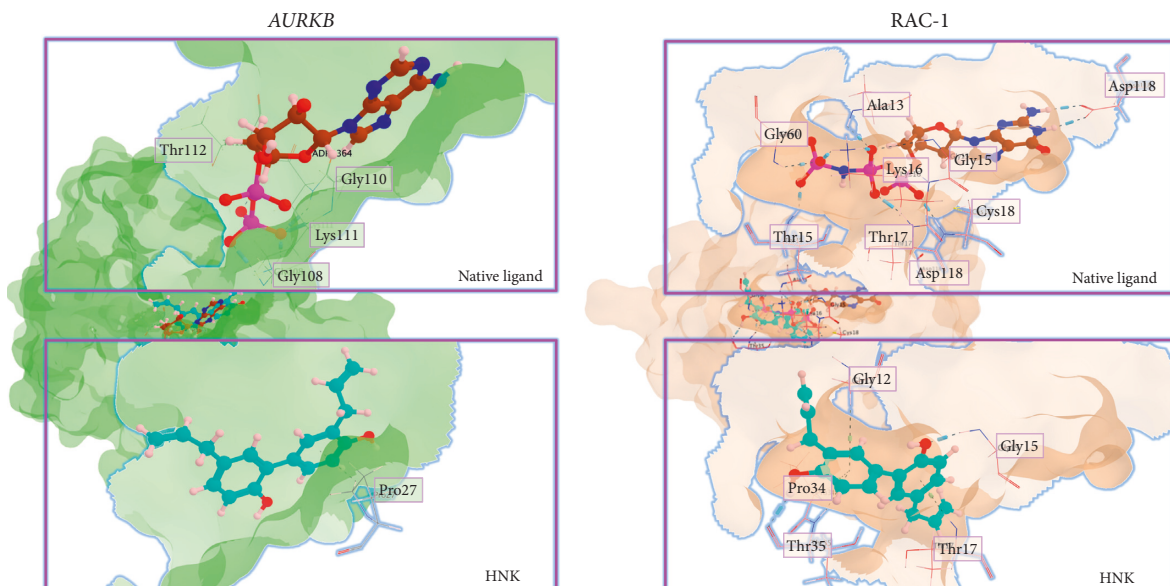 AURKB
RAC-1
Thr112
ADP 364
Gly110
Lys111
Gly108
Native ligand
Asp118
Ala13
Gly60
Gly15
Lys16
Cys18
Thr15
Thr17
Asp118
Native ligand
Cys18
Pro27
HNK
Gly12
Gly15
Pro34
Thr35
Thr17
HNK